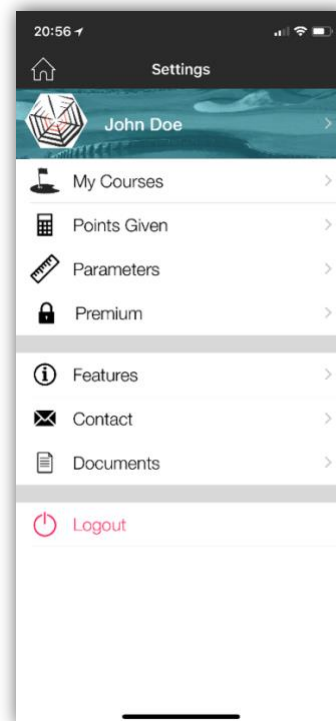 20:56
Settings
John Doe
My Courses
Points Given
Parameters
Premium
Features
Contact
Documents
Logout